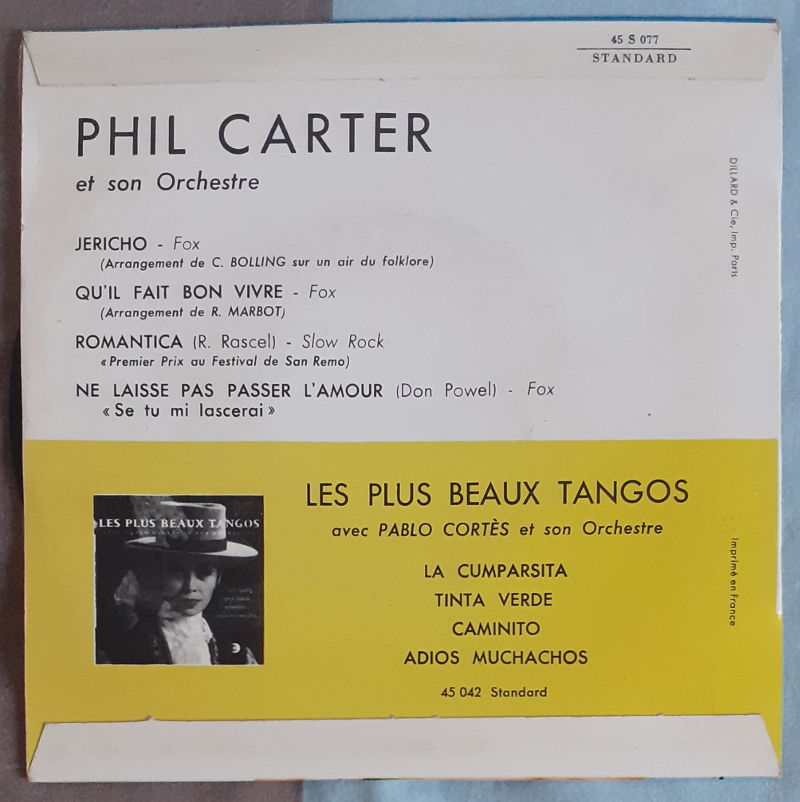 45 S 077
STANDARD
PHIL CARTER
et son Orchestre
JERICHO - Fox
(Arrangement de C. BOLLING sur un air du folklore)
QU'IL FAIT BON VIVRE - Fox
(Arrangement de R. MARBOT)
ROMANTICA (R. Rascel) - Slow Rock
«Premier Prix au Festival de San Remo)
NE LAISSE PAS PASSER L'AMOUR (Don Powel) - Fox
«Se tu mi lascerai»
DILLARD & Cie, Imp. Paris
LES PLUS BEAUX TANGOS
LES PLUS BEAUX TANGOS
avec PABLO CORTÈS et son Orchestre
LA CUMPARSITA
TINTA VERDE
CAMINITO
ADIOS MUCHACHOS
45 042 Standard
Imprimé en France